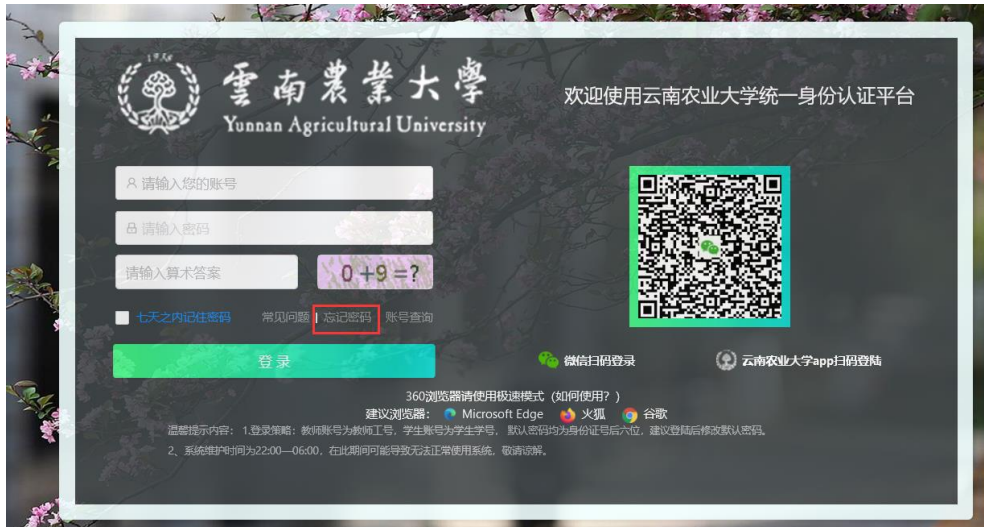 1938
雲南農業大學
Yunnan Agricultural University
欢迎使用云南农业大学统一身份认证平台
请输入您的账号
请输入密码
请输入算术答案
0+9=?
七天之内记住密码 常见问题 | 忘记密码 账号查询
登录
微信扫码登录
云南农业大学app扫码登陆
360浏览器请使用极速模式（如何使用？）
建议浏览器： Microsoft Edge 火狐 谷歌
温馨提示内容： 1.登录策略：教师账号为教师工号，学生账号为学生学号， 默认密码均为身份证号后六位，建议登陆后修改默认密码。
2、系统维护时间为22:00—06:00，在此期间可能导致无法正常使用系统，敬请谅解。